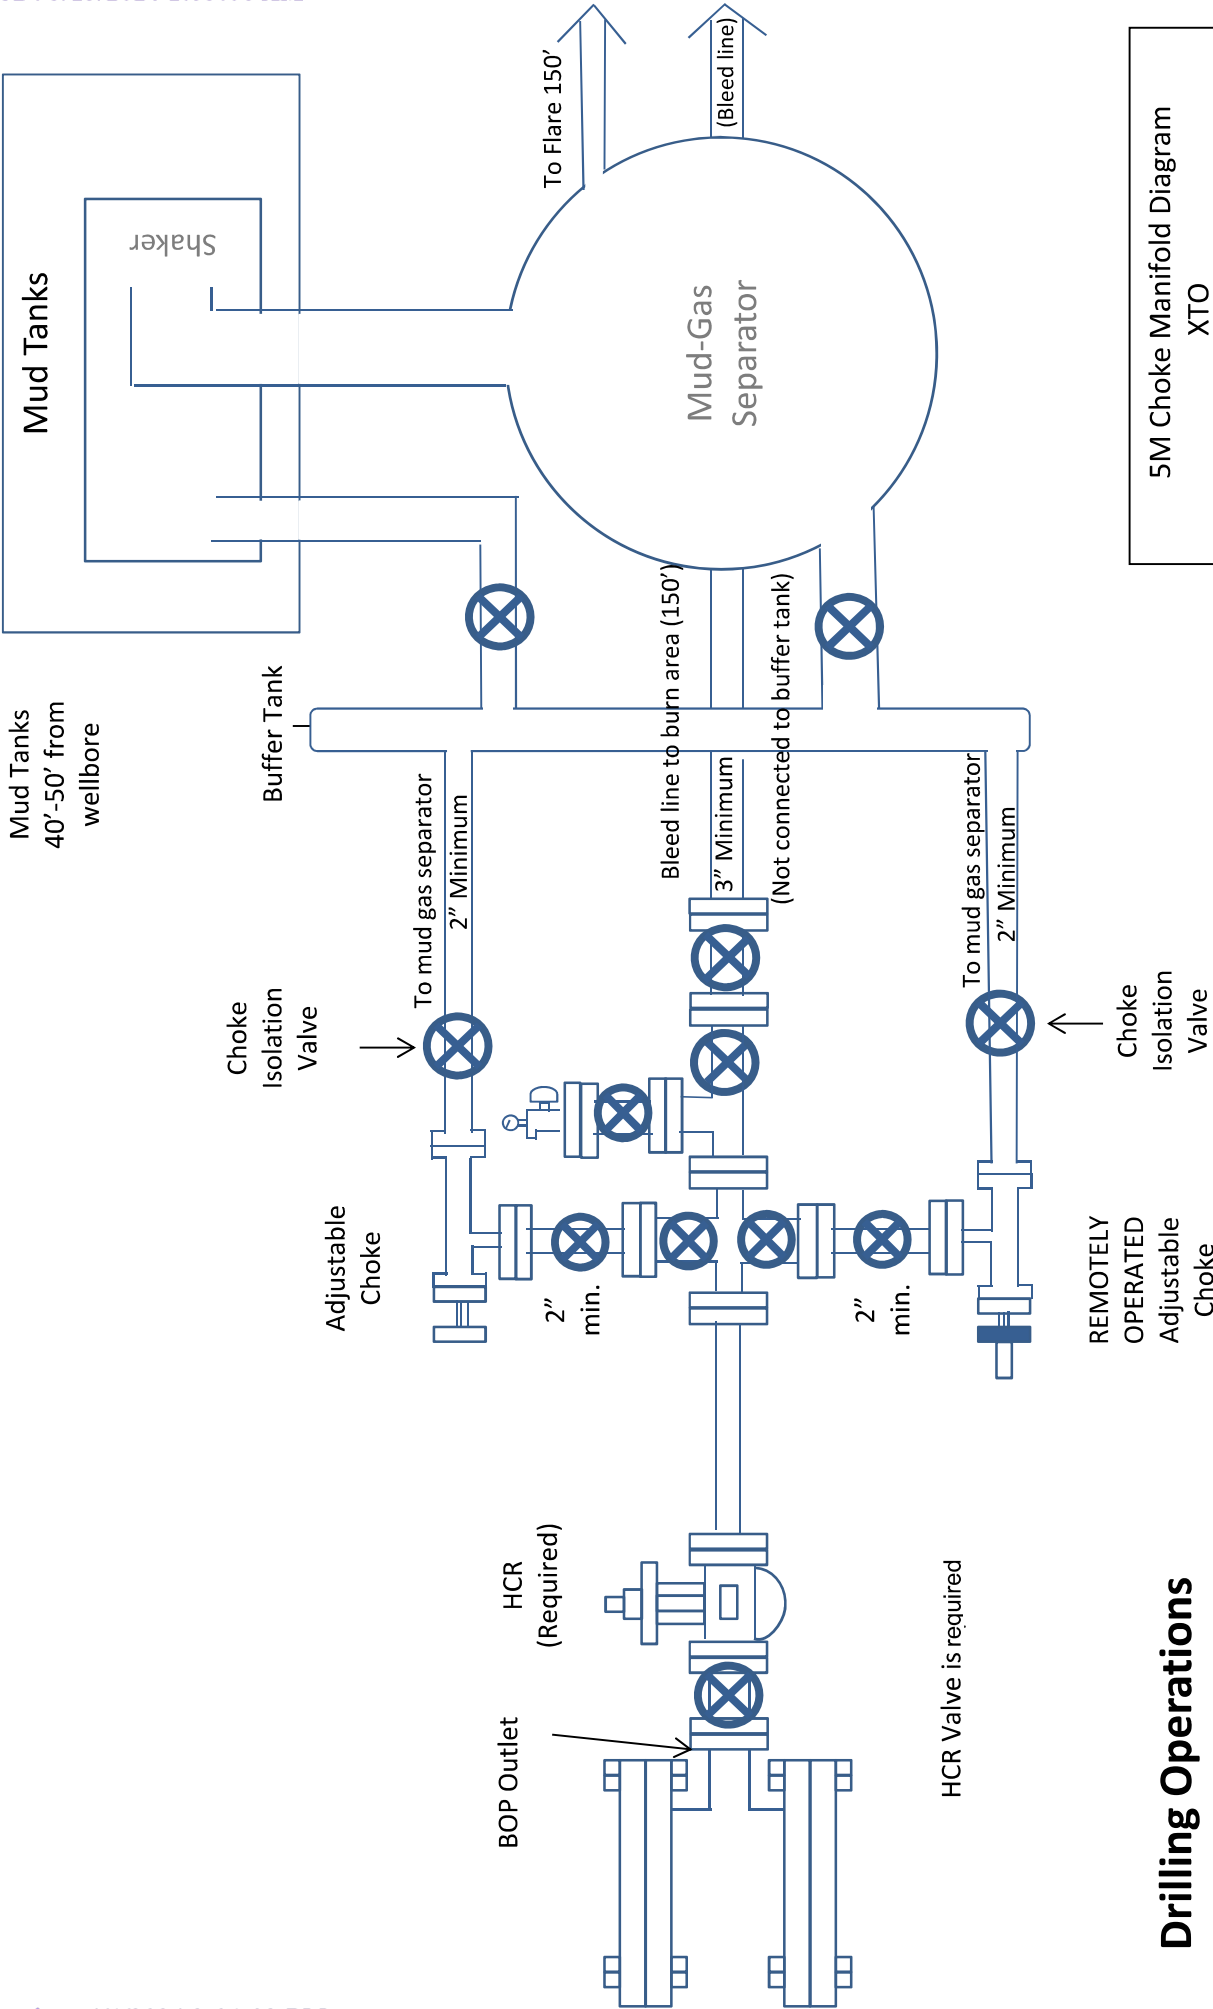 Drilling Operations
5M Choke Manifold Diagram
XTO
Mud Tanks
40’-50’ from
wellbore
Mud Tanks
Shaker
Buffer Tank
Choke
Isolation
Valve
Adjustable
Choke
To mud gas separator
2” Minimum
To Flare 150’
(Bleed line)
Mud-Gas
Separator
Bleed line to burn area (150’)
3” Minimum
(Not connected to buffer tank)
BOP Outlet
HCR
(Required)
2”
min.
2”
min.
HCR Valve is required
To mud gas separator
2” Minimum
REMOTELY
OPERATED
Adjustable
Choke
Choke
Isolation
Valve